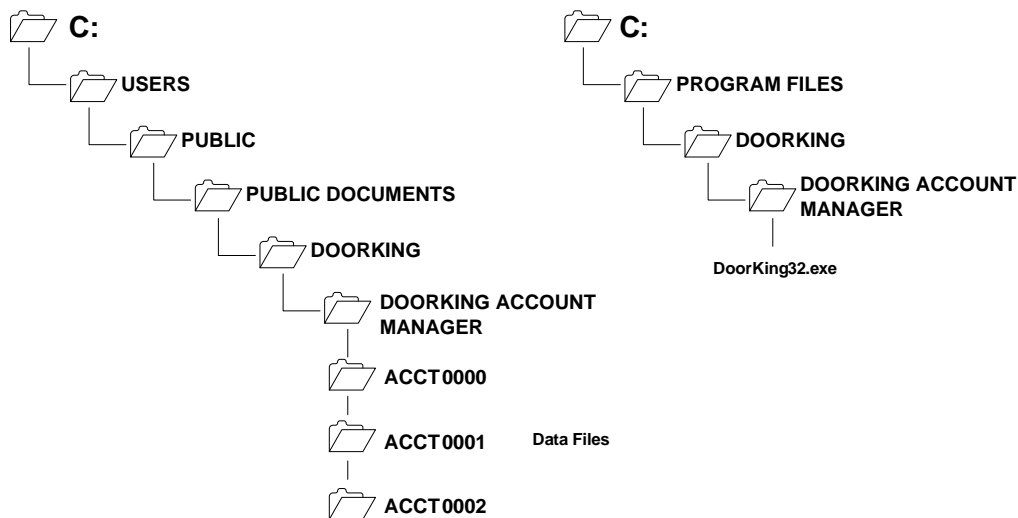 C:
USERS
PUBLIC
PUBLIC DOCUMENTS
DOORKING
DOORKING ACCOUNT
MANAGER
ACCT0000
ACCT0001
Data Files
ACCT0002
C:
PROGRAM FILES
DOORKING
DOORKING ACCOUNT
MANAGER
DoorKing32.exe